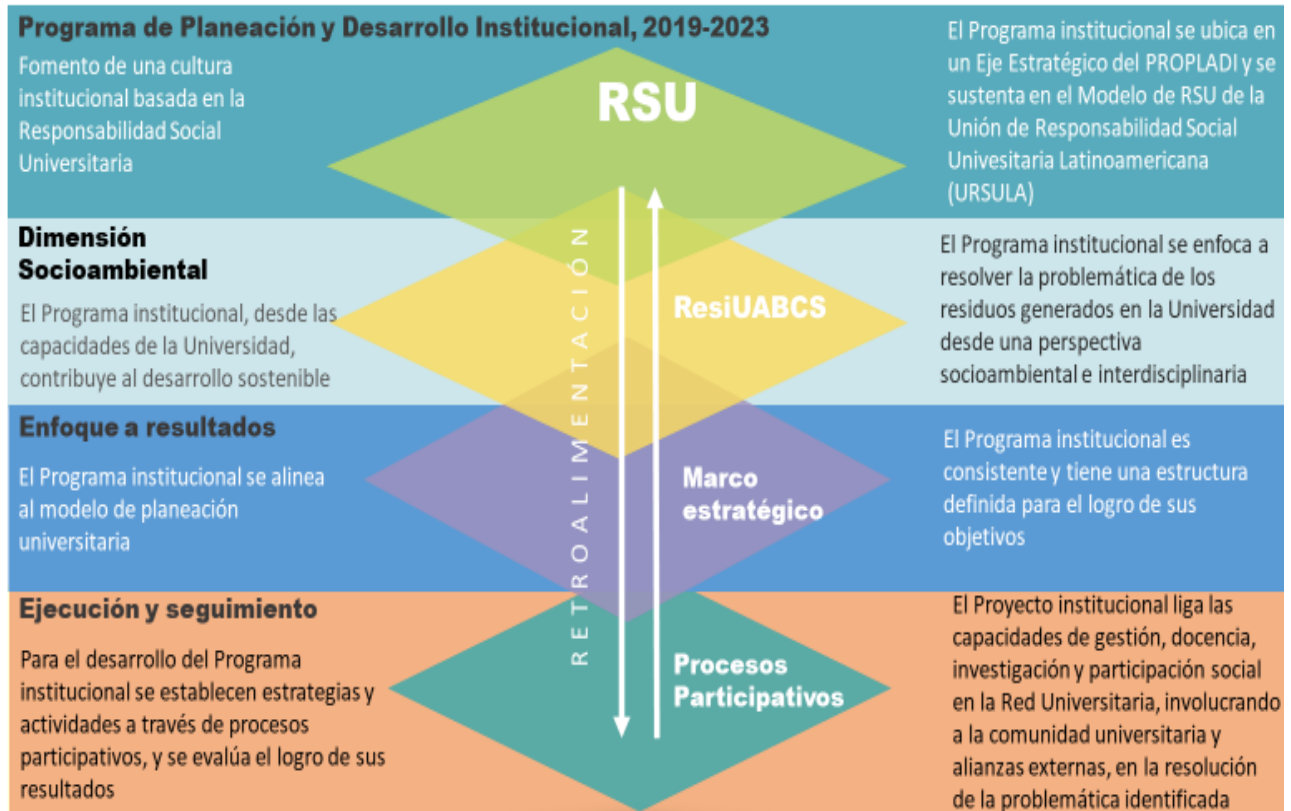 Programa de Planeación y Desarrollo Institucional, 2019-2023
Fomento de una cultura
institucional basada en la
Responsabilidad Social
Universitaria
RSU
El Programa institucional se ubica en
un Eje Estratégico del PROPLADI y se
sustenta en el Modelo de RSU de la
Unión de Responsabilidad Social
Univesitaria Latinoamericana
(URSULA)
Dimensión
Socioambiental
El Programa institucional, desde las
capacidades de la Universidad,
contribuye al desarrollo sostenible
ResiUABCS
El Programa institucional se enfoca a
resolver la problemática de los
residuos generados en la Universidad
desde una perspectiva
socioambiental e interdisciplinaria
Enfoque a resultados
El Programa institucional se alinea
al modelo de planeación
universitaria
Marco
estratégico
El Programa institucional es
consistente y tiene una estructura
definida para el logro de sus
objetivos
Ejecución y seguimiento
Para el desarrollo del Programa
institucional se establecen estrategias y
actividades a través de procesos
participativos, y se evalúa el logro de sus
resultados
Procesos
Participativos
El Proyecto institucional liga las
capacidades de gestión, docencia,
investigación y participación social
en la Red Universitaria, involucrando
a la comunidad universitaria y
alianzas externas, en la resolución
de la problemática identificada
RETROALIMENTACIÓN